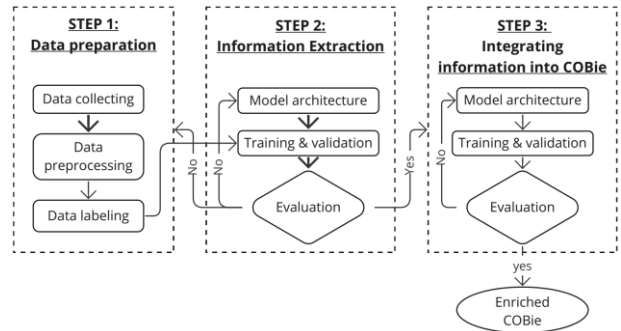 STEP 1:
Data preparation
Data collecting
Data
preprocessing
Data labeling
No
No
STEP 2:
Information Extraction
Model architecture
Training & validation
Evaluation
Yes
STEP 3:
Integrating
information into COBie
Model architecture
Training & validation
No
Evaluation
yes
Enriched
COBie